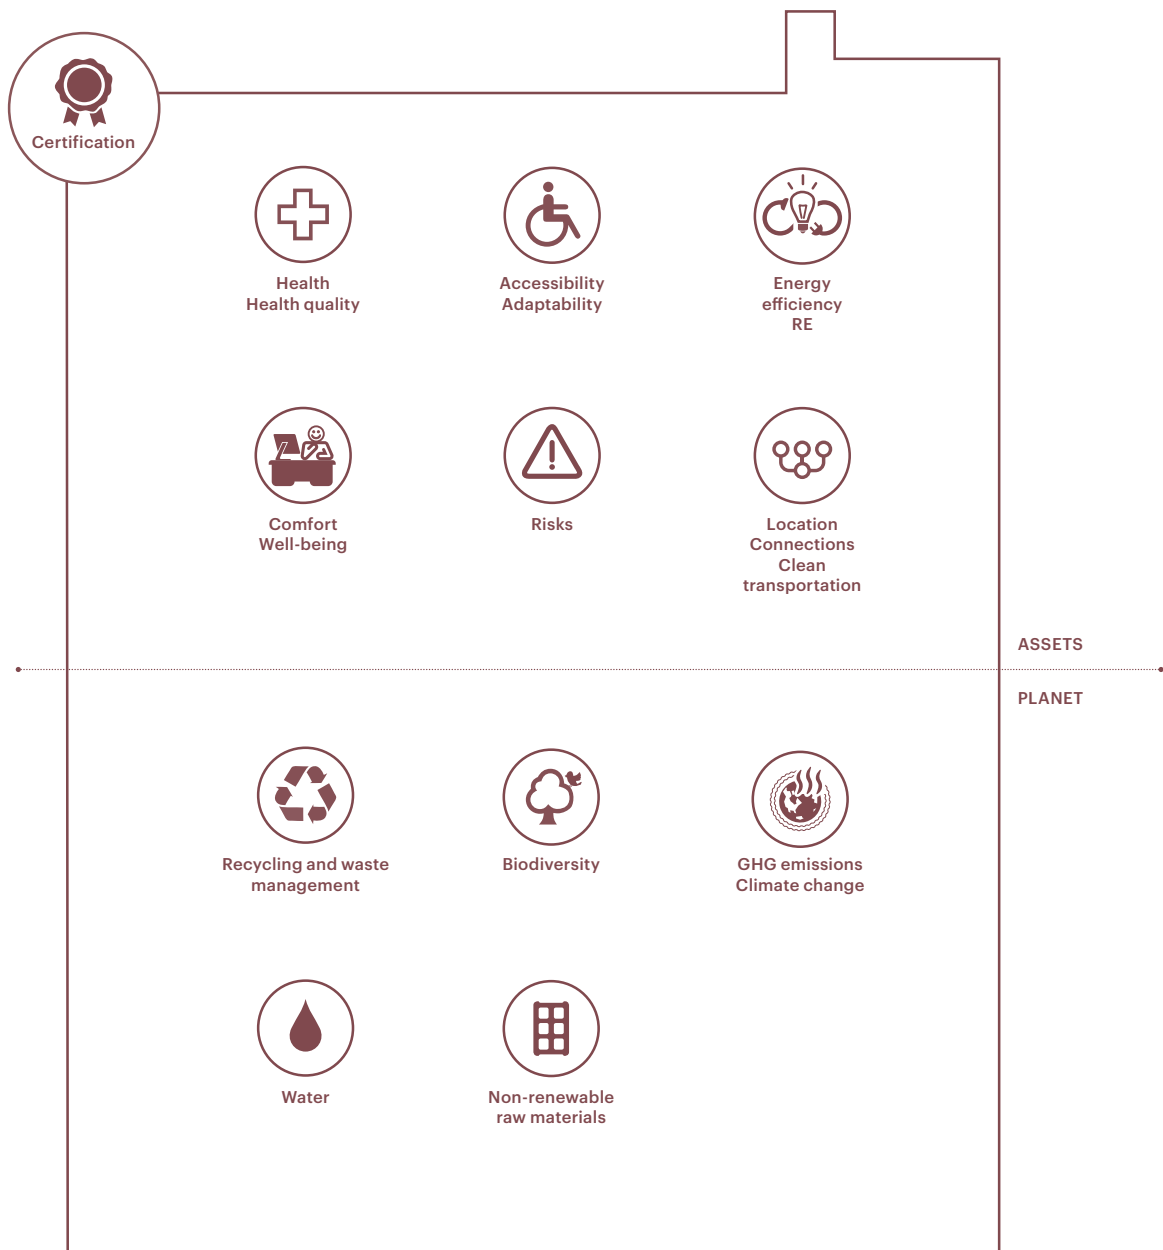 Certification
Health
Health quality
Accessibility
Adaptability
Energy
efficiency
RE
Comfort
Well-being
Risks
Location
Connections
Clean
transportation
ASSETS
PLANET
Recycling and waste
management
Biodiversity
GHG emissions
Climate change
Water
Non-renewable
raw materials